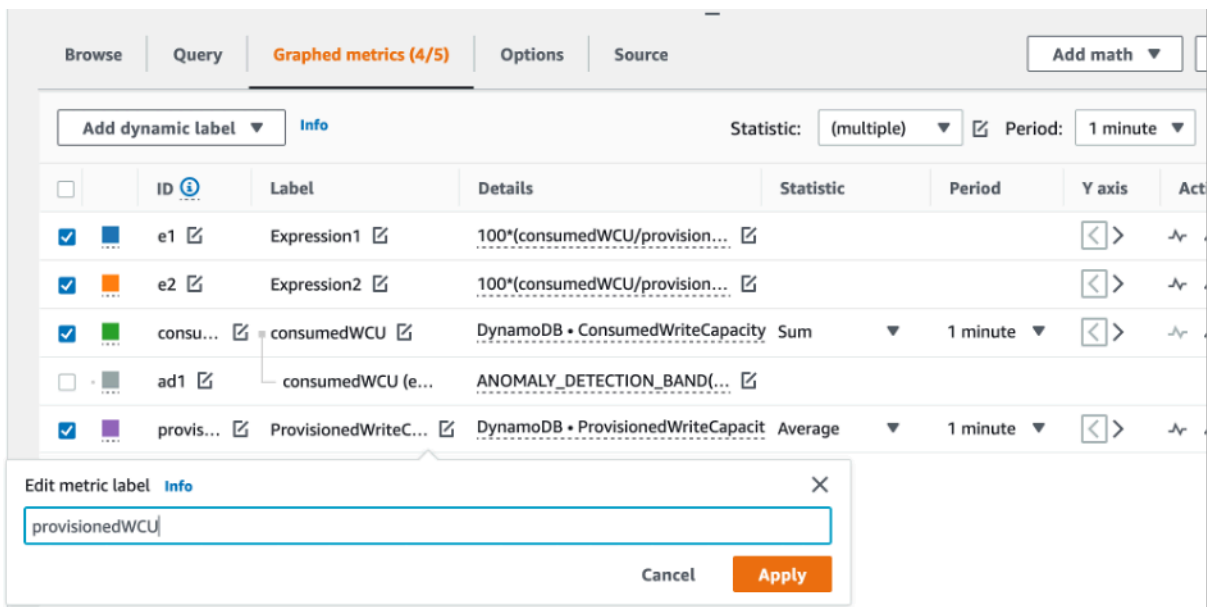 Browse Query Graphed metrics (4/5) Options Source Add math
Add dynamic label Info Statistic: (multiple) Period: 1 minute
ID Label Details Statistic Period Y axis Acti
e1 Expression1 100*(consumedWCU/provision...
e2 Expression2 100*(consumedWCU/provision...
consu... consumedWCU DynamoDB • ConsumedWriteCapacity Sum 1 minute
ad1 consumedWCU (e... ANOMALY_DETECTION_BAND(...
provis... ProvisionedWriteC... DynamoDB • ProvisionedWriteCapacit Average 1 minute
Edit metric label Info
provisionedWCU
Cancel Apply